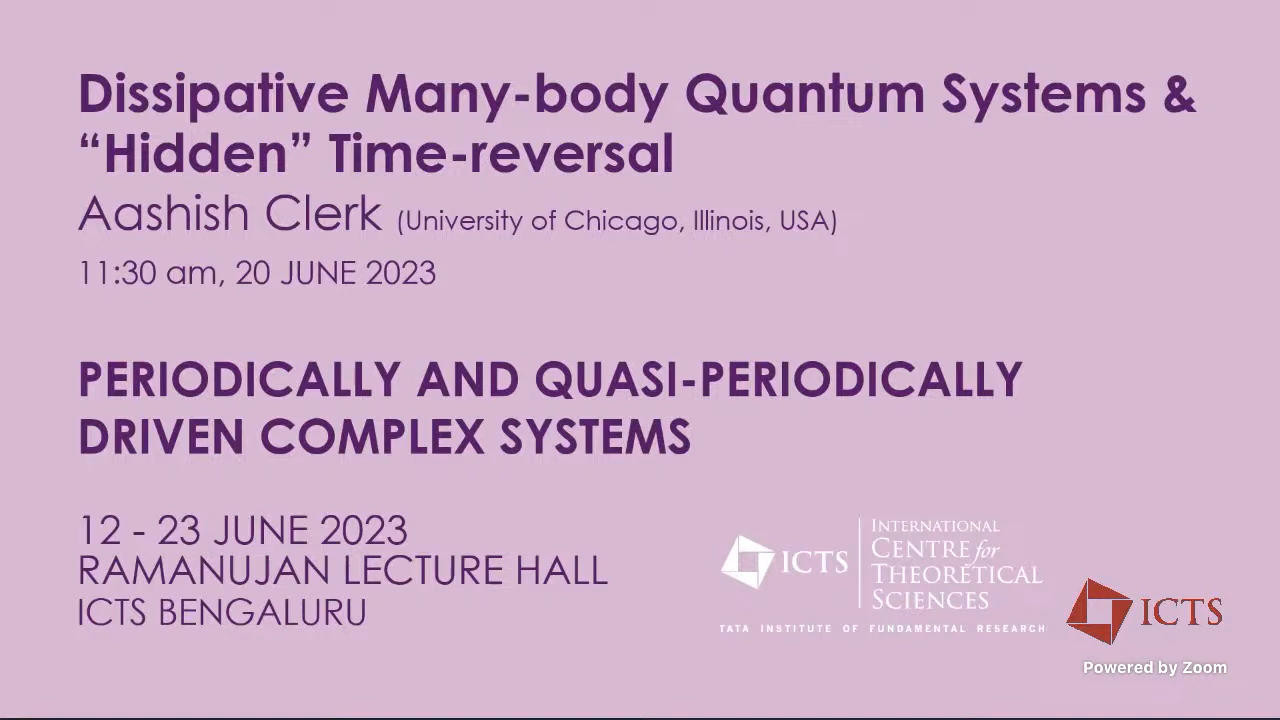 Dissipative Many-body Quantum Systems &
“Hidden” Time-reversal
Aashish Clerk (University of Chicago, Illinois, USA)
11:30 am, 20 JUNE 2023
PERIODICALLY AND QUASI-PERIODICALLY
DRIVEN COMPLEX SYSTEMS
12 - 23 JUNE 2023
RAMANUJAN LECTURE HALL
ICTS BENGALURU
ICTS
INTERNATIONAL
CENTRE for
THEORETICAL
SCIENCES
TATA INSTITUTE OF FUNDAMENTAL RESEARCH
ICTS
Powered by Zoom